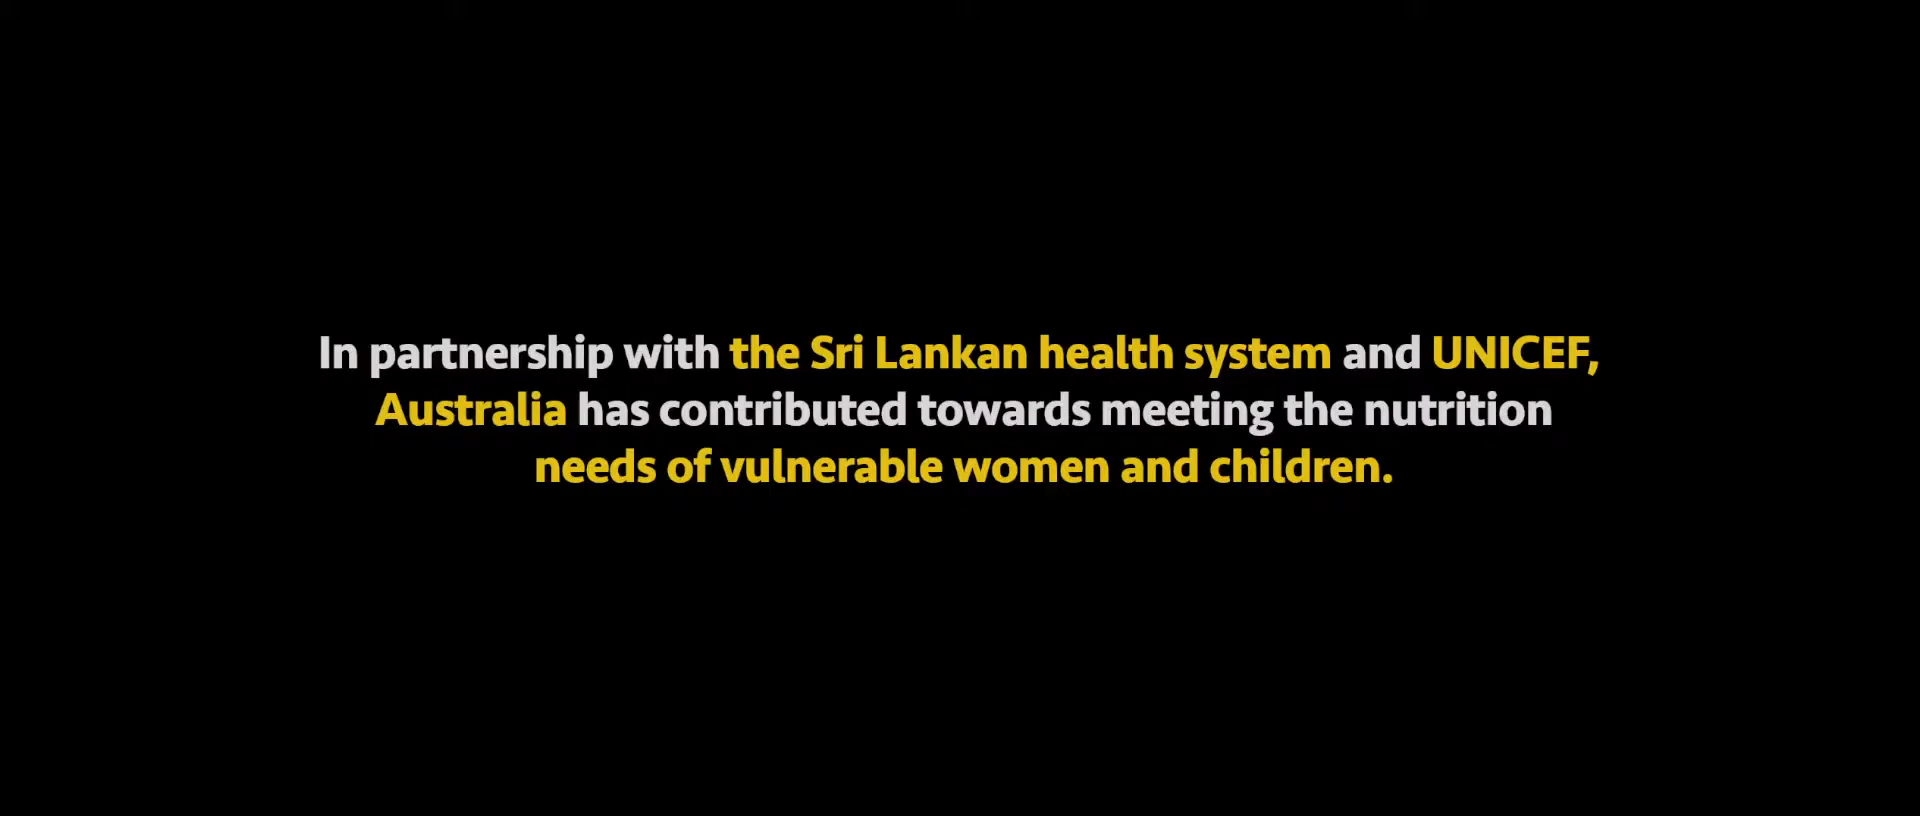 In partnership with the Sri Lankan health system and UNICEF,
Australia has contributed towards meeting the nutrition
needs of vulnerable women and children.